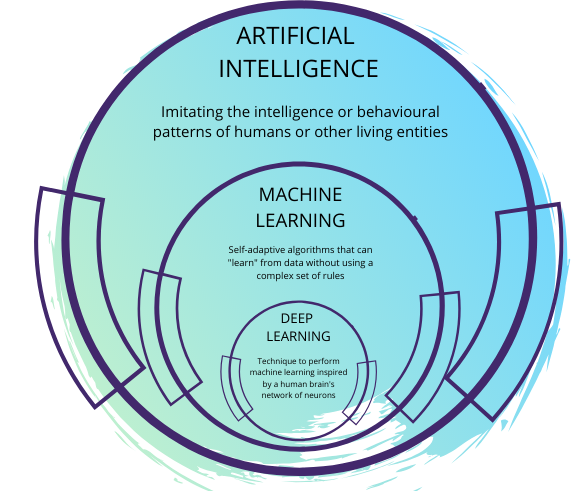 ARTIFICIAL
INTELLIGENCE
Imitating the intelligence or behavioural
patterns of humans or other living entities
MACHINE
LEARNING
Self-adaptive algorithms that can
"learn" from data without using a
complex set of rules
DEEP
LEARNING
Technique to perform
machine learning inspired
by a human brain's
network of neurons